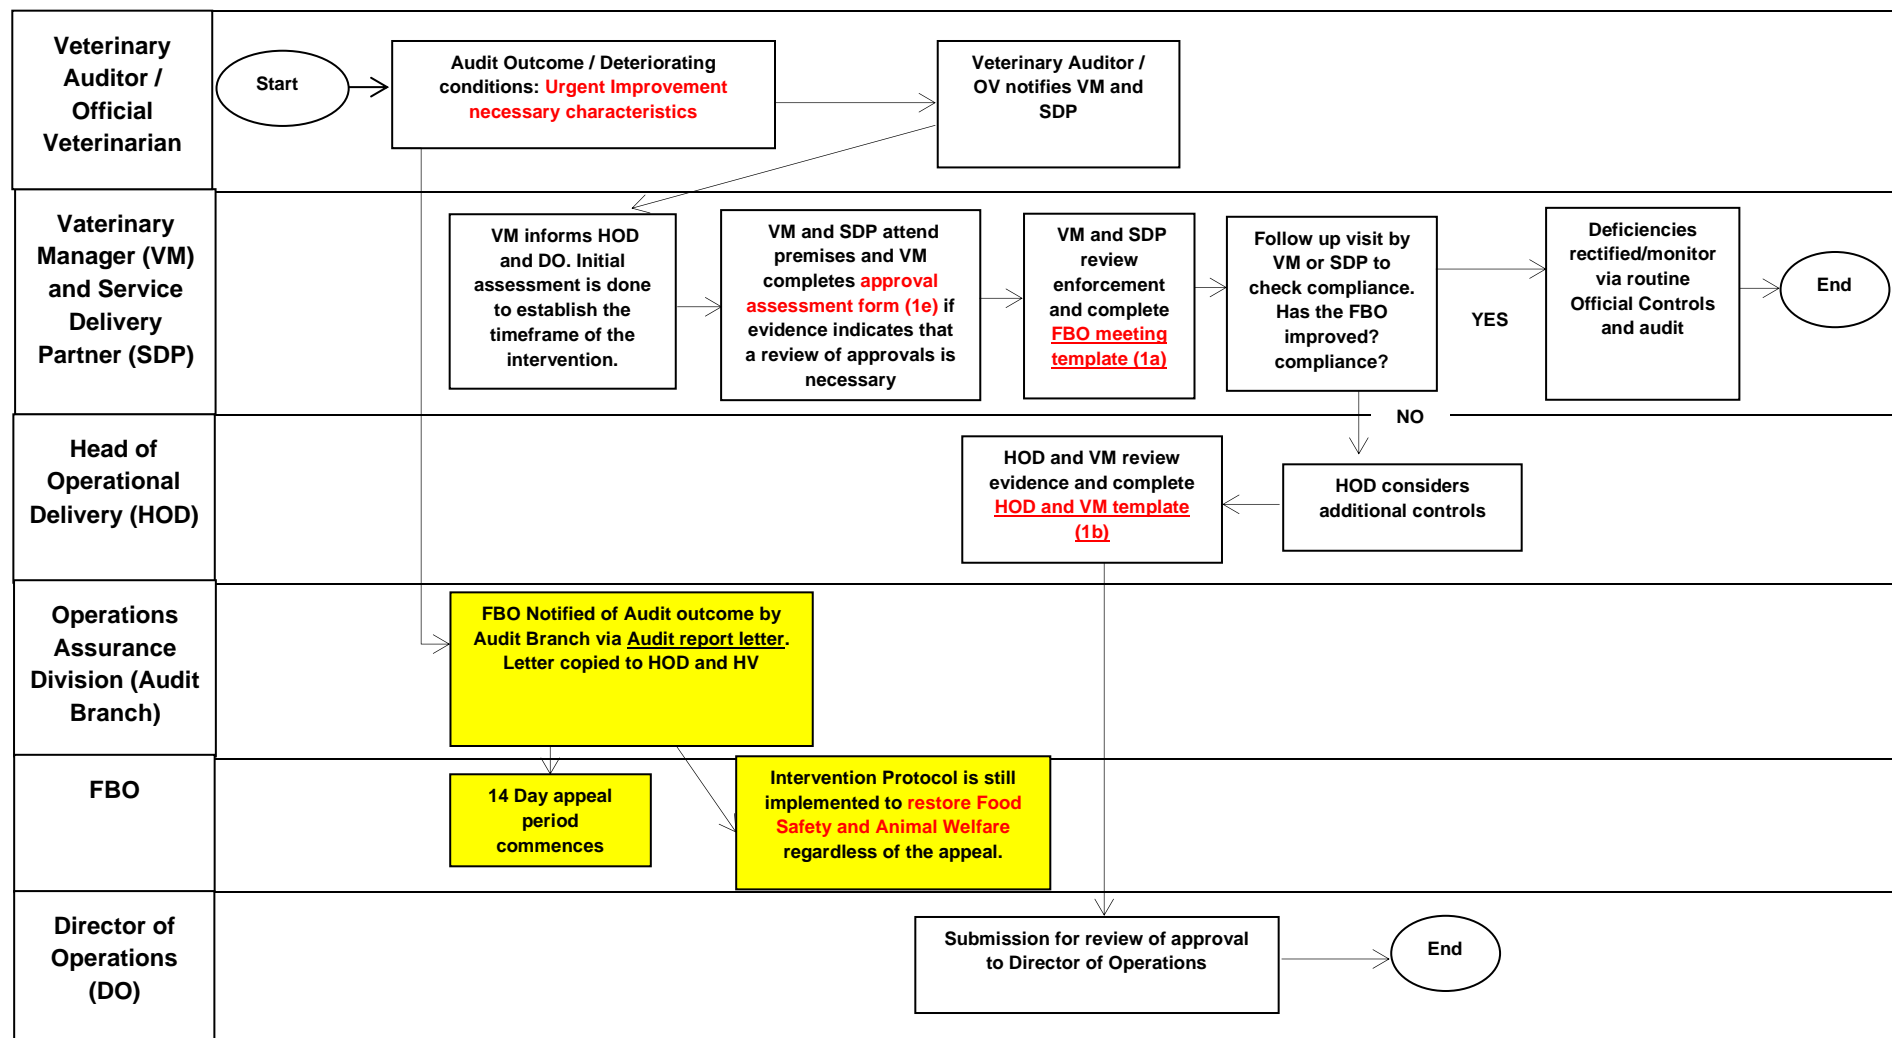 Veterinary
Auditor /
Official
Veterinarian
Start
Audit Outcome / Deteriorating
conditions: Urgent Improvement
necessary characteristics
Veterinary Auditor /
OV notifies VM and
SDP
Vaterinary
Manager (VM)
and Service
Delivery
Partner (SDP)
VM informs HOD
and DO. Initial
assessment is done
to establish the
timeframe of the
intervention.
VM and SDP attend
premises and VM
completes approval
assessment form (1e) if
evidence indicates that
a review of approvals is
necessary
VM and SDP
review
enforcement
and complete
FBO meeting
template (1a)
Follow up visit by
VM or SDP to
check compliance.
Has the FBO
improved?
compliance?
YES
Deficiencies
rectified/monitor
via routine
Official Controls
and audit
End
NO
Head of
Operational
Delivery (HOD)
HOD and VM review
evidence and complete
HOD and VM template
(1b)
HOD considers
additional controls
Operations
Assurance
Division (Audit
Branch)
FBO Notified of Audit outcome by
Audit Branch via Audit report letter.
Letter copied to HOD and HV
FBO
14 Day appeal
period
commences
Intervention Protocol is still
implemented to restore Food
Safety and Animal Welfare
regardless of the appeal.
Director of
Operations
(DO)
Submission for review of approval
to Director of Operations
End